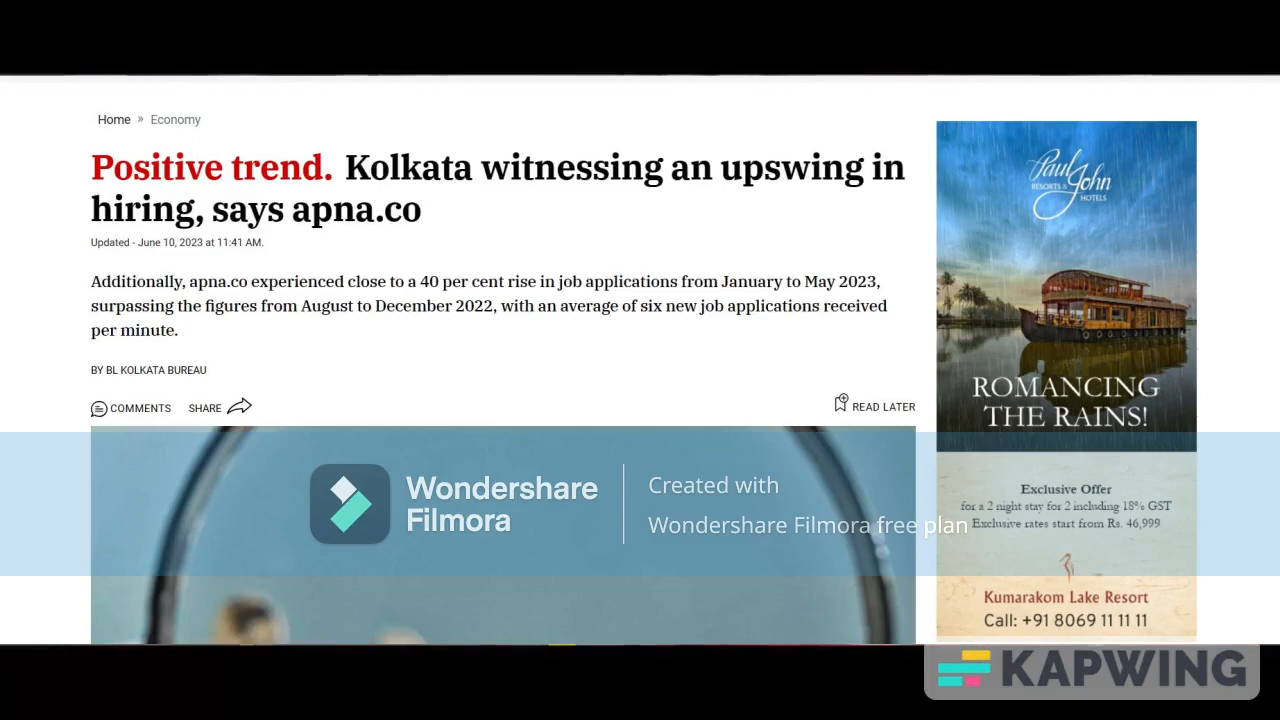 Home » Economy
Positive trend. Kolkata witnessing an upswing in
hiring, says apna.co
Updated - June 10, 2023 at 11:41 AM.
Additionally, apna.co experienced close to a 40 per cent rise in job applications from January to May 2023,
surpassing the figures from August to December 2022, with an average of six new job applications received
per minute.
BY BL KOLKATA BUREAU
COMMENTS SHARE
READ LATER
Paul John
RESORTS &
HOTELS
ROMANCING
THE RAINS!
Exclusive Offer
for a 2 night stay for 2 including 18% GST
Exclusive rates start from Rs. 46,999
Kumarakom Lake Resort
Call: +91 8069 11 11 11
Wondershare
Filmora
Created with
Wondershare Filmora free plan
KAPWING